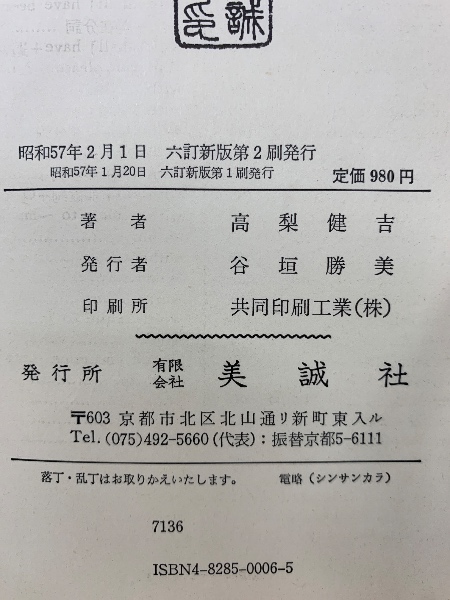 誠
昭和57年2月1日 六訂新版第2刷発行
昭和57年1月20日 六訂新版第1刷発行
定価 980 円
著者 高梨健吉
発行者 谷垣勝美
印刷所 共同印刷工業(株)
発行所 有限会社 美誠社
〒603 京都市北区北山通リ新町東入ル
Tel. (075)492-5660(代表):振替京都5-6111
落丁・乱丁はお取りかえいたします。 電略(シンサンカラ)
7136
ISBN4-8285-0006-5